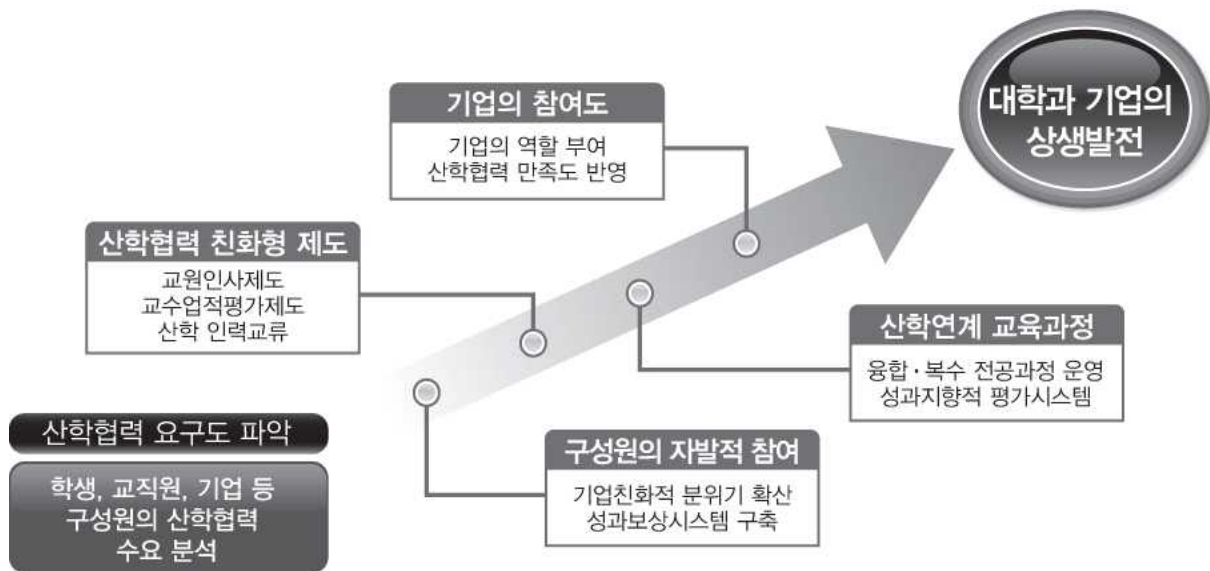 대학과 기업의
상생발전
기업의 참여도
기업의 역할 부여
산학협력 만족도 반영
산학협력 친화형 제도
교원인사제도
교수업적평가제도
산학 인력교류
산학연계 교육과정
융합·복수 전공과정 운영
성과지향적 평가시스템
구성원의 자발적 참여
기업친화적 분위기 확산
성과보상시스템 구축
산학협력 요구도 파악
학생, 교직원, 기업 등
구성원의 산학협력
수요 분석